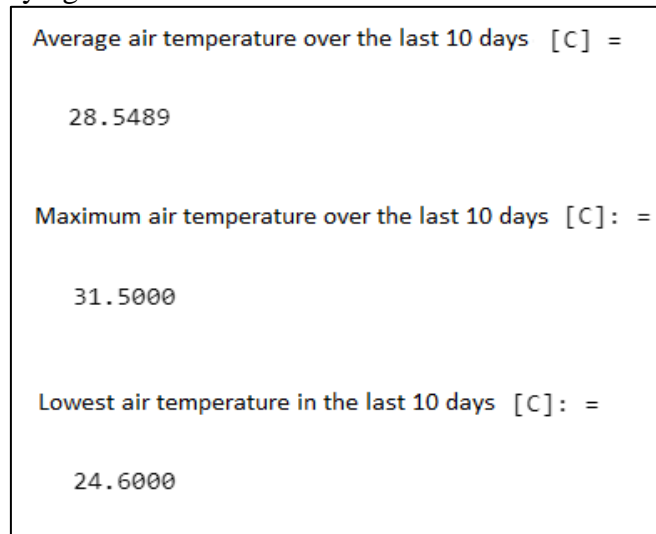 Average air temperature over the last 10 days [C] =
28.5489
Maximum air temperature over the last 10 days [C]: =
31.5000
Lowest air temperature in the last 10 days [C]: =
24.6000